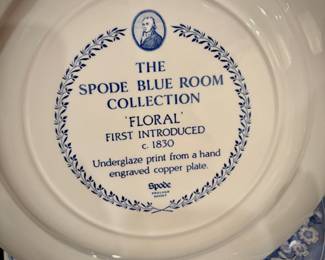 THE
SPODE BLUE ROOM
COLLECTION
'FLORAL'
FIRST INTRODUCED
c. 1830
Underglaze print from a hand
engraved copper plate.
Spode